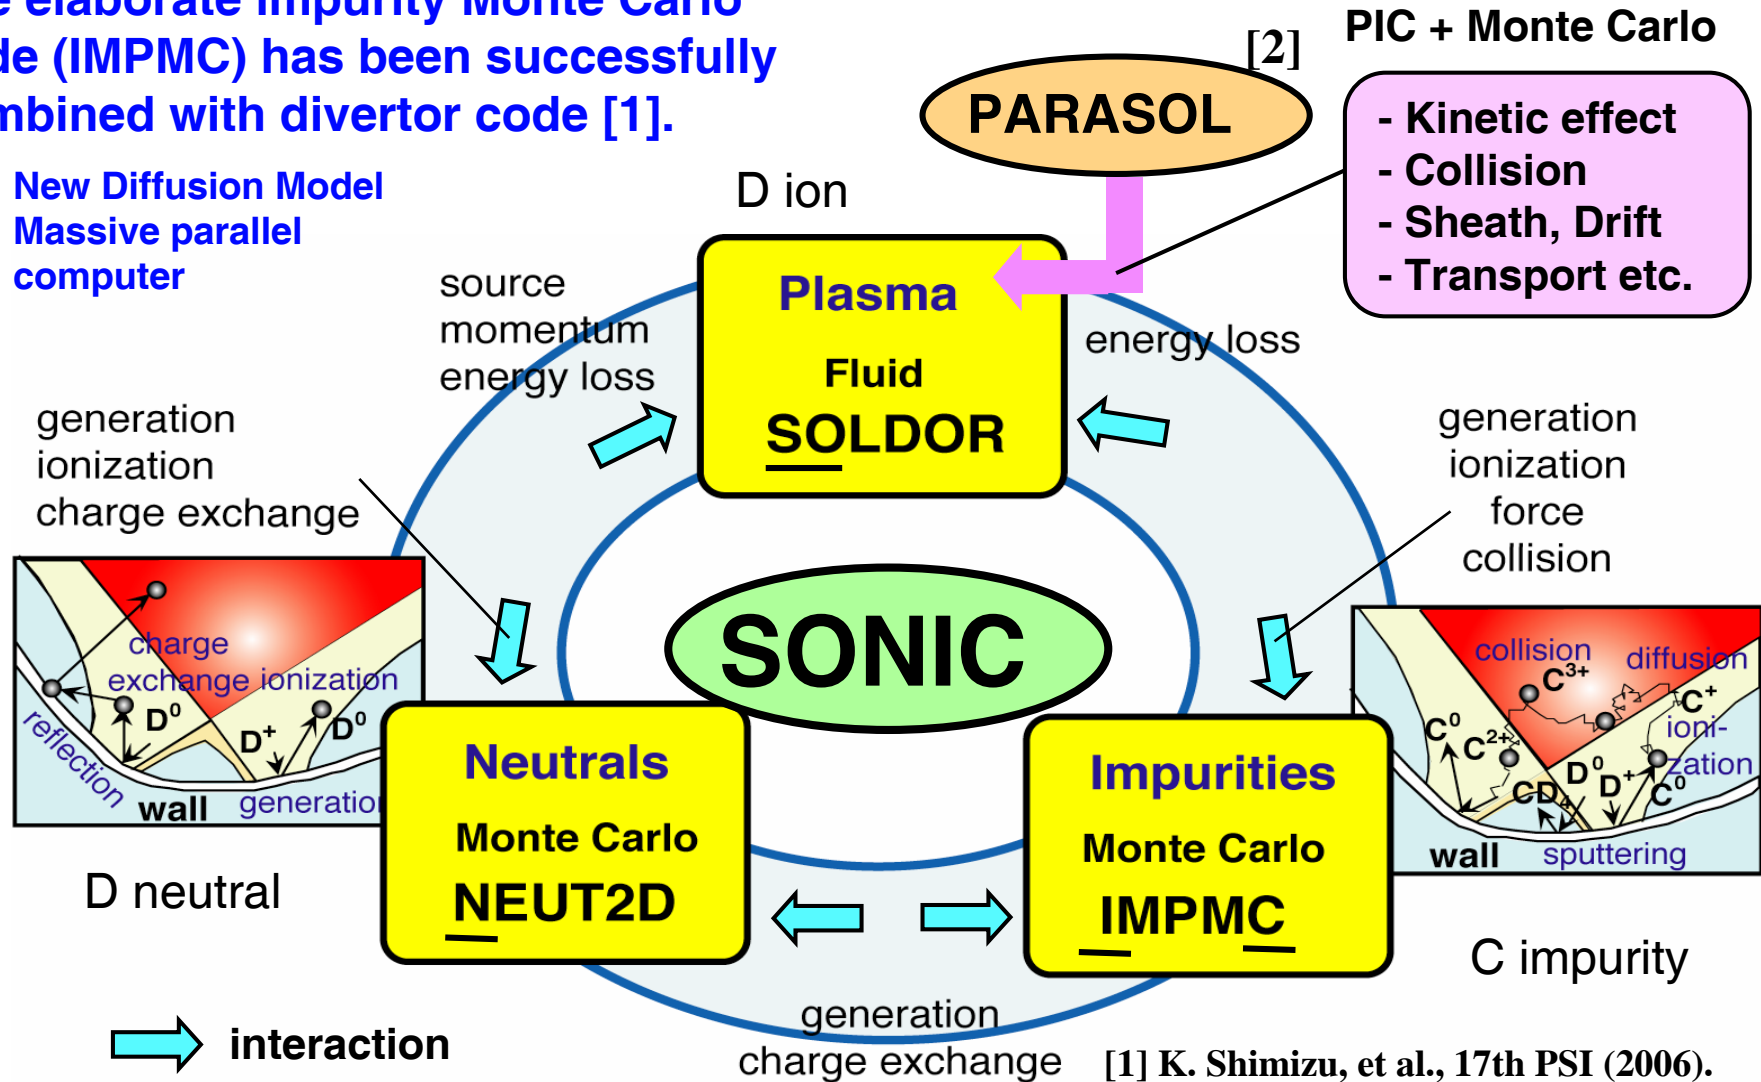 elaborate impurity Monte Carlo
(IMPMC) has been successfully
with divertor code [1].
New Diffusion Model
Massive parallel
computer
[2]
PIC + Monte Carlo
PARASOL
- Kinetic effect
- Collision
- Sheath, Drift
- Transport etc.
D ion
source
momentum
energy loss
Plasma
Fluid
SOLDOR
energy loss
generation
ionization
charge exchange
generation
ionization
force
collision
SONIC
charge
exchange ionization
D0
D+
D0
reflection
wall
generation
collision
diffusion
C3+
C+
C0
C2+
ioni-
zation
D0
D+
CD4
C0
wall
sputtering
Neutrals
Monte Carlo
NEUT2D
Impurities
Monte Carlo
IMPMC
D neutral
C impurity
interaction
generation
charge exchange
[1] K. Shimizu, et al., 17th PSI (2006).